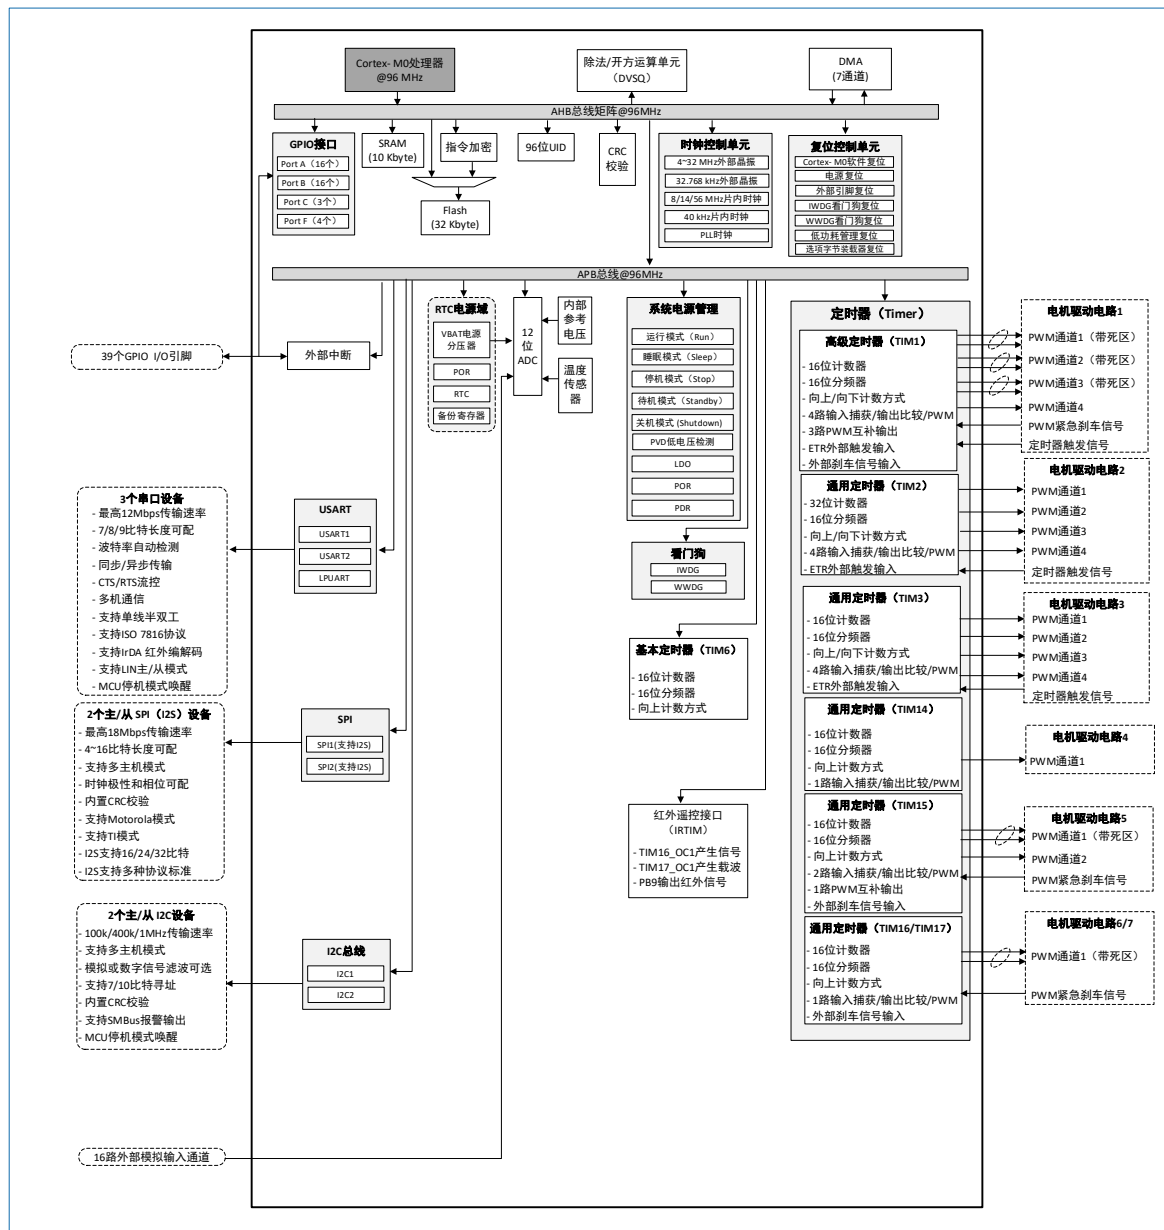 Cortex- M0处理器
@96 MHz
除法/开方运算单元
（DVSQ）
DMA
(7通道)
AHB总线矩阵@96MHz
GPIO接口
Port A（16个）
Port B（16个）
Port C（3个）
Port F（4个）
SRAM
(10 Kbyte)
指令加密
Flash
(32 Kbyte)
96位UID
CRC
校验
时钟控制单元
4~32 MHz外部晶振
32.768 kHz外部晶振
8/14/56 MHz片内时钟
40 kHz片内时钟
PLL时钟
复位控制单元
Cortex- M0软件复位
电源复位
外部引脚复位
IWDG看门狗复位
WWDG看门狗复位
低功耗管理复位
选项字节装载器复位
APB总线@96MHz
39个GPIO I/O引脚
外部中断
RTC电源域
VBAT电源
分压器
POR
RTC
备份寄存器
12
位
ADC
内部
参考
电压
温度
传感
器
系统电源管理
运行模式（Run）
睡眠模式（Sleep）
停机模式（Stop）
待机模式（Standby）
关机模式 (Shutdown)
PVD低电压检测
LDO
POR
PDR
看门狗
IWDG
WWDG
基本定时器（TIM6）
- 16位计数器
- 16位分频器
- 向上计数方式
红外遥控接口
（IRTIM）
- TIM16_OC1产生信号
- TIM17_OC1产生载波
- PB9输出红外信号
定时器（Timer）
高级定时器（TIM1）
- 16位计数器
- 16位分频器
- 向上/向下计数方式
- 4路输入捕获/输出比较/PWM
- 3路PWM互补输出
- ETR外部触发输入
- 外部刹车信号输入
通用定时器（TIM2）
- 32位计数器
- 16位分频器
- 向上/向下计数方式
- 4路输入捕获/输出比较/PWM
- ETR外部触发输入
通用定时器（TIM3）
- 16位计数器
- 16位分频器
- 向上/向下计数方式
- 4路输入捕获/输出比较/PWM
- ETR外部触发输入
通用定时器（TIM14）
- 16位计数器
- 16位分频器
- 向上计数方式
- 1路输入捕获/输出比较/PWM
通用定时器（TIM15）
- 16位计数器
- 16位分频器
- 向上计数方式
- 2路输入捕获/输出比较/PWM
- 1路PWM互补输出
- 外部刹车信号输入
通用定时器（TIM16/TIM17）
- 16位计数器
- 16位分频器
- 向上计数方式
- 1路输入捕获/输出比较/PWM
- 外部刹车信号输入
电机驱动电路1
PWM通道1（带死区）
PWM通道2（带死区）
PWM通道3（带死区）
PWM通道4
PWM紧急刹车信号
定时器触发信号
电机驱动电路2
PWM通道1
PWM通道2
PWM通道3
PWM通道4
定时器触发信号
电机驱动电路3
PWM通道1
PWM通道2
PWM通道3
PWM通道4
定时器触发信号
电机驱动电路4
PWM通道1
电机驱动电路5
PWM通道1（带死区）
PWM通道2
PWM紧急刹车信号
电机驱动电路6/7
PWM通道1（带死区）
PWM紧急刹车信号
3个串口设备
- 最高12Mbps传输速率
- 7/8/9比特长度可配
- 波特率自动检测
- 同步/异步传输
- CTS/RTS流控
- 多机通信
- 支持单线半双工
- 支持ISO 7816协议
- 支持IrDA 红外编解码
- 支持LIN主/从模式
- MCU停机模式唤醒
USART
USART1
USART2
LPUART
2个主/从 SPI（I2S）设备
- 最高18Mbps传输速率
- 4~16比特长度可配
- 支持多主机模式
- 时钟极性和相位可配
- 内置CRC校验
- 支持Motorola模式
- 支持TI模式
- I2S支持16/24/32比特
- I2S支持多种协议标准
SPI
SPI1(支持I2S)
SPI2(支持I2S)
2个主/从 I2C设备
- 100k/400k/1MHz传输速率
- 支持多主机模式
- 模拟或数字信号滤波可选
- 支持7/10比特寻址
- 内置CRC校验
- 支持SMBus报警输出
- MCU停机模式唤醒
I2C总线
I2C1
I2C2
16路外部模拟输入通道